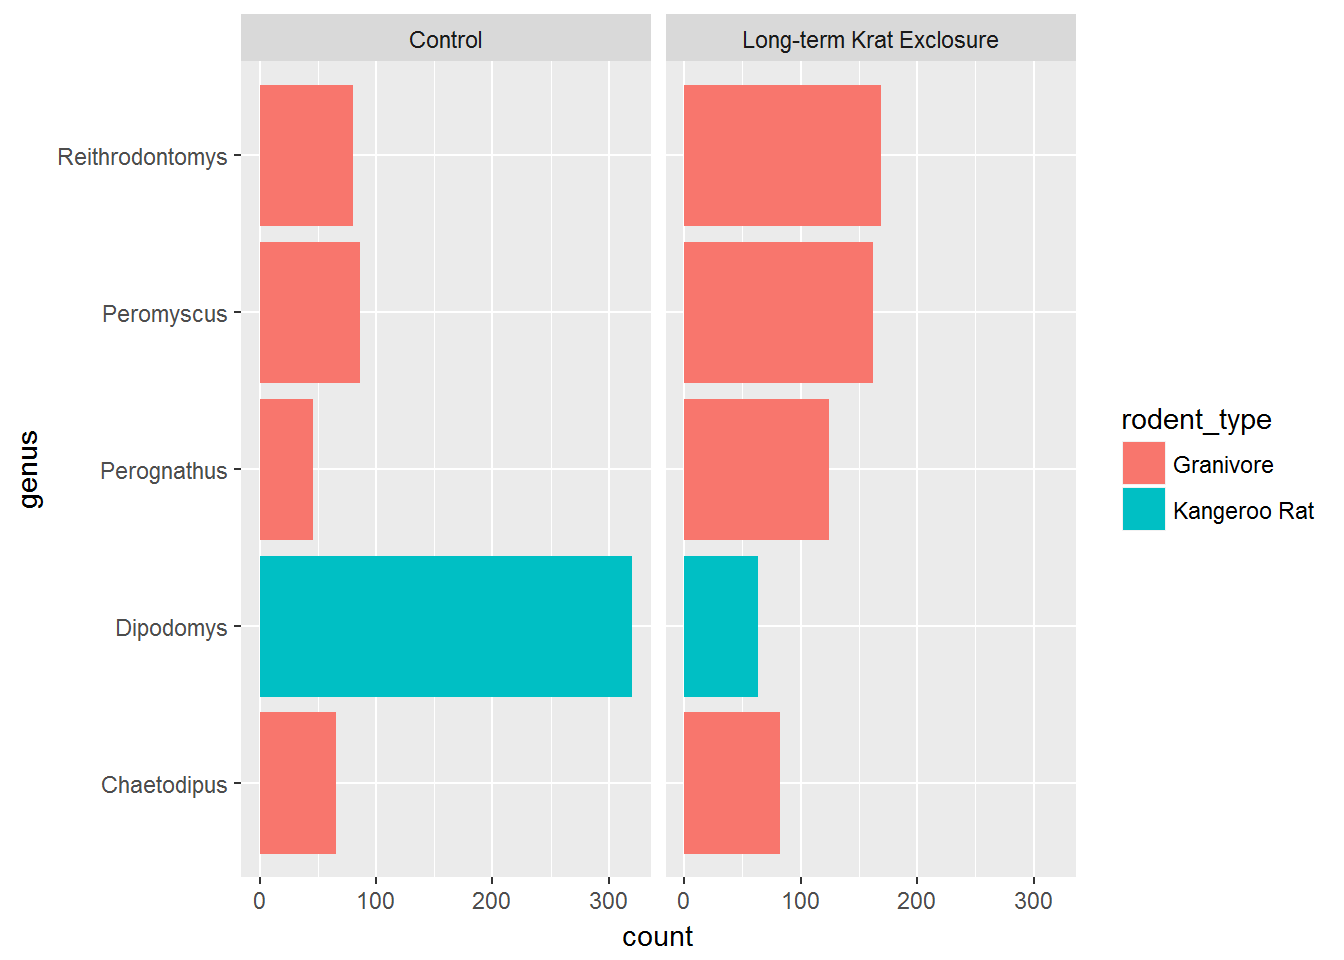 Control
Long-term Krat Exclosure
genus
Reithrodontomys
Peromyscus
Perognathus
Dipodomys
Chaetodipus
0 100 200 300
0 100 200 300
count
rodent_type
Granivore
Kangeroo Rat